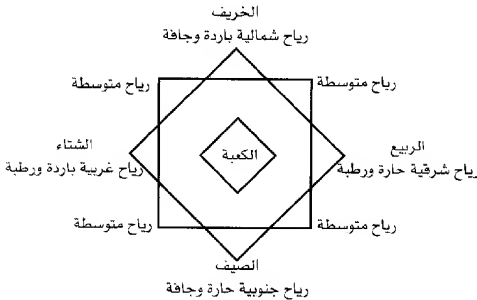 الخريف
رياح شمالية باردة وجافة
رياح متوسطة
رياح متوسطة
الربيع
رياح شرقية حارة ورطبة
الكعبة
الشتاء
رياح غربية باردة ورطبة
رياح متوسطة
رياح متوسطة
الصيف
رياح جنوبية حارة وجافة